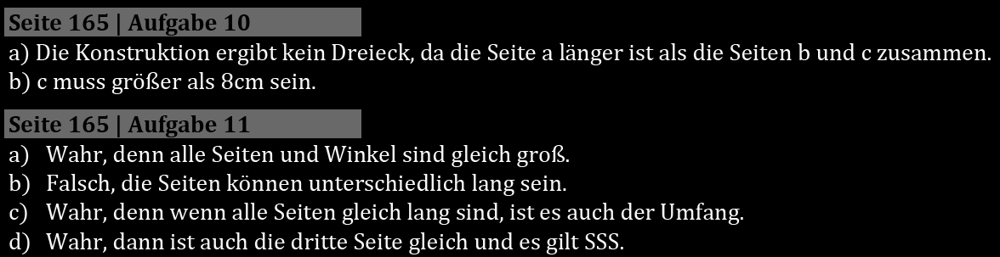 Seite 165 | Aufgabe 10
a) Die Konstruktion ergibt kein Dreieck, da die Seite a länger ist als die Seiten b und c zusammen.
b) c muss größer als 8cm sein.
Seite 165 | Aufgabe 11
a) Wahr, denn alle Seiten und Winkel sind gleich groß.
b) Falsch, die Seiten können unterschiedlich lang sein.
c) Wahr, denn wenn alle Seiten gleich lang sind, ist es auch der Umfang.
d) Wahr, dann ist auch die dritte Seite gleich und es gilt SSS.